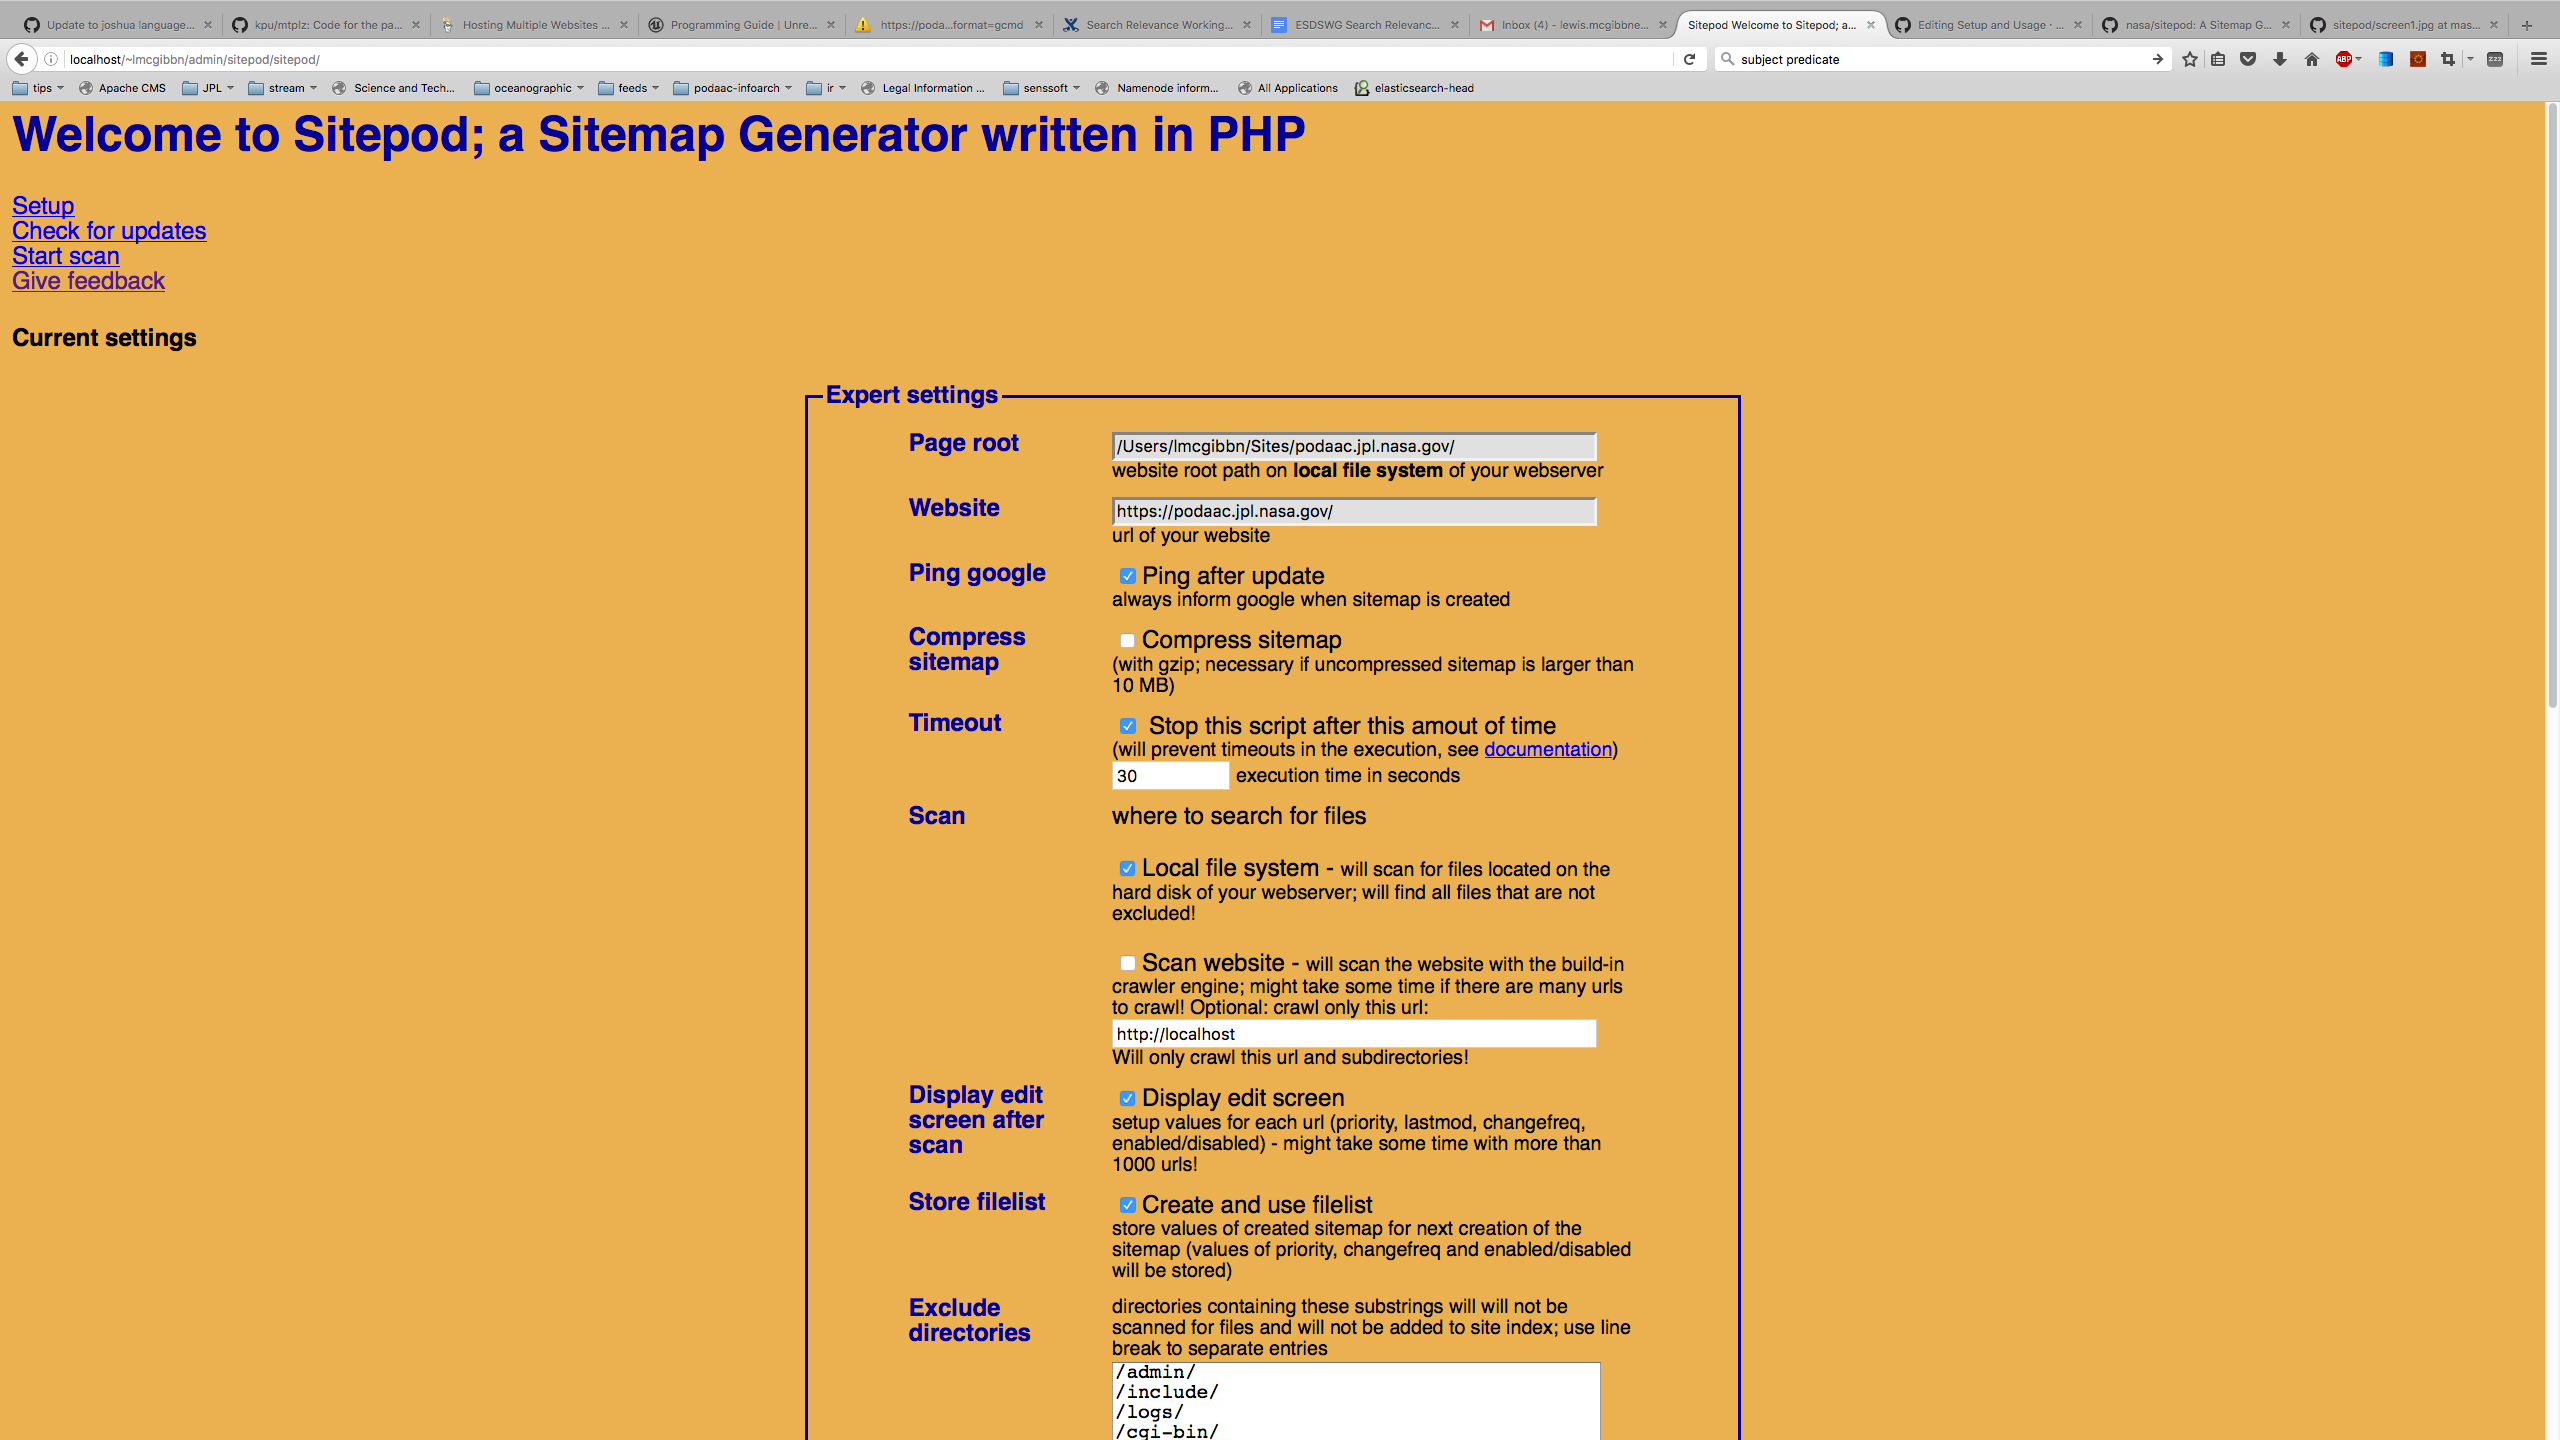 Update to joshua language...
kpu/mtplz: Code for the pa...
Hosting Multiple Websites ...
Programming Guide | Unre...
https://poda...format=gcmd
Search Relevance Working...
ESDSWG Search Relevanc...
Inbox (4) - lewis.mcgibbne...
Sitepod Welcome to Sitepod; a...
Editing Setup and Usage · ...
nasa/sitepod: A Sitemap G...
sitepod/screen1.jpg at mas...
localhost/~lmcgibbn/admin/sitepod/sitepod/
subject predicate
ABP
zzz
tips
Apache CMS
JPL
stream
Science and Tech...
oceanographic
feeds
podaac-infoarch
ir
Legal Information ...
senssoft
Namenode inform...
All Applications
elasticsearch-head
Welcome to Sitepod; a Sitemap Generator written in PHP
Setup
Check for updates
Start scan
Give feedback
Current settings
Expert settings
Page root
/Users/lmcgibbn/Sites/podaac.jpl.nasa.gov/
website root path on local file system of your webserver
Website
https://podaac.jpl.nasa.gov/
url of your website
Ping google
Ping after update
always inform google when sitemap is created
Compress
sitemap
Compress sitemap
(with gzip; necessary if uncompressed sitemap is larger than
10 MB)
Timeout
Stop this script after this amout of time
(will prevent timeouts in the execution, see documentation)
30 execution time in seconds
Scan
where to search for files
Local file system - will scan for files located on the
hard disk of your webserver; will find all files that are not
excluded!
Scan website - will scan the website with the build-in
crawler engine; might take some time if there are many urls
to crawl! Optional: crawl only this url:
http://localhost
Will only crawl this url and subdirectories!
Display edit
screen after
scan
Display edit screen
setup values for each url (priority, lastmod, changefreq,
enabled/disabled) - might take some time with more than
1000 urls!
Store filelist
Create and use filelist
store values of created sitemap for next creation of the
sitemap (values of priority, changefreq and enabled/disabled
will be stored)
Exclude
directories
directories containing these substrings will will not be
scanned for files and will not be added to site index; use line
break to separate entries
/admin/
/include/
/logs/
/cgi-bin/